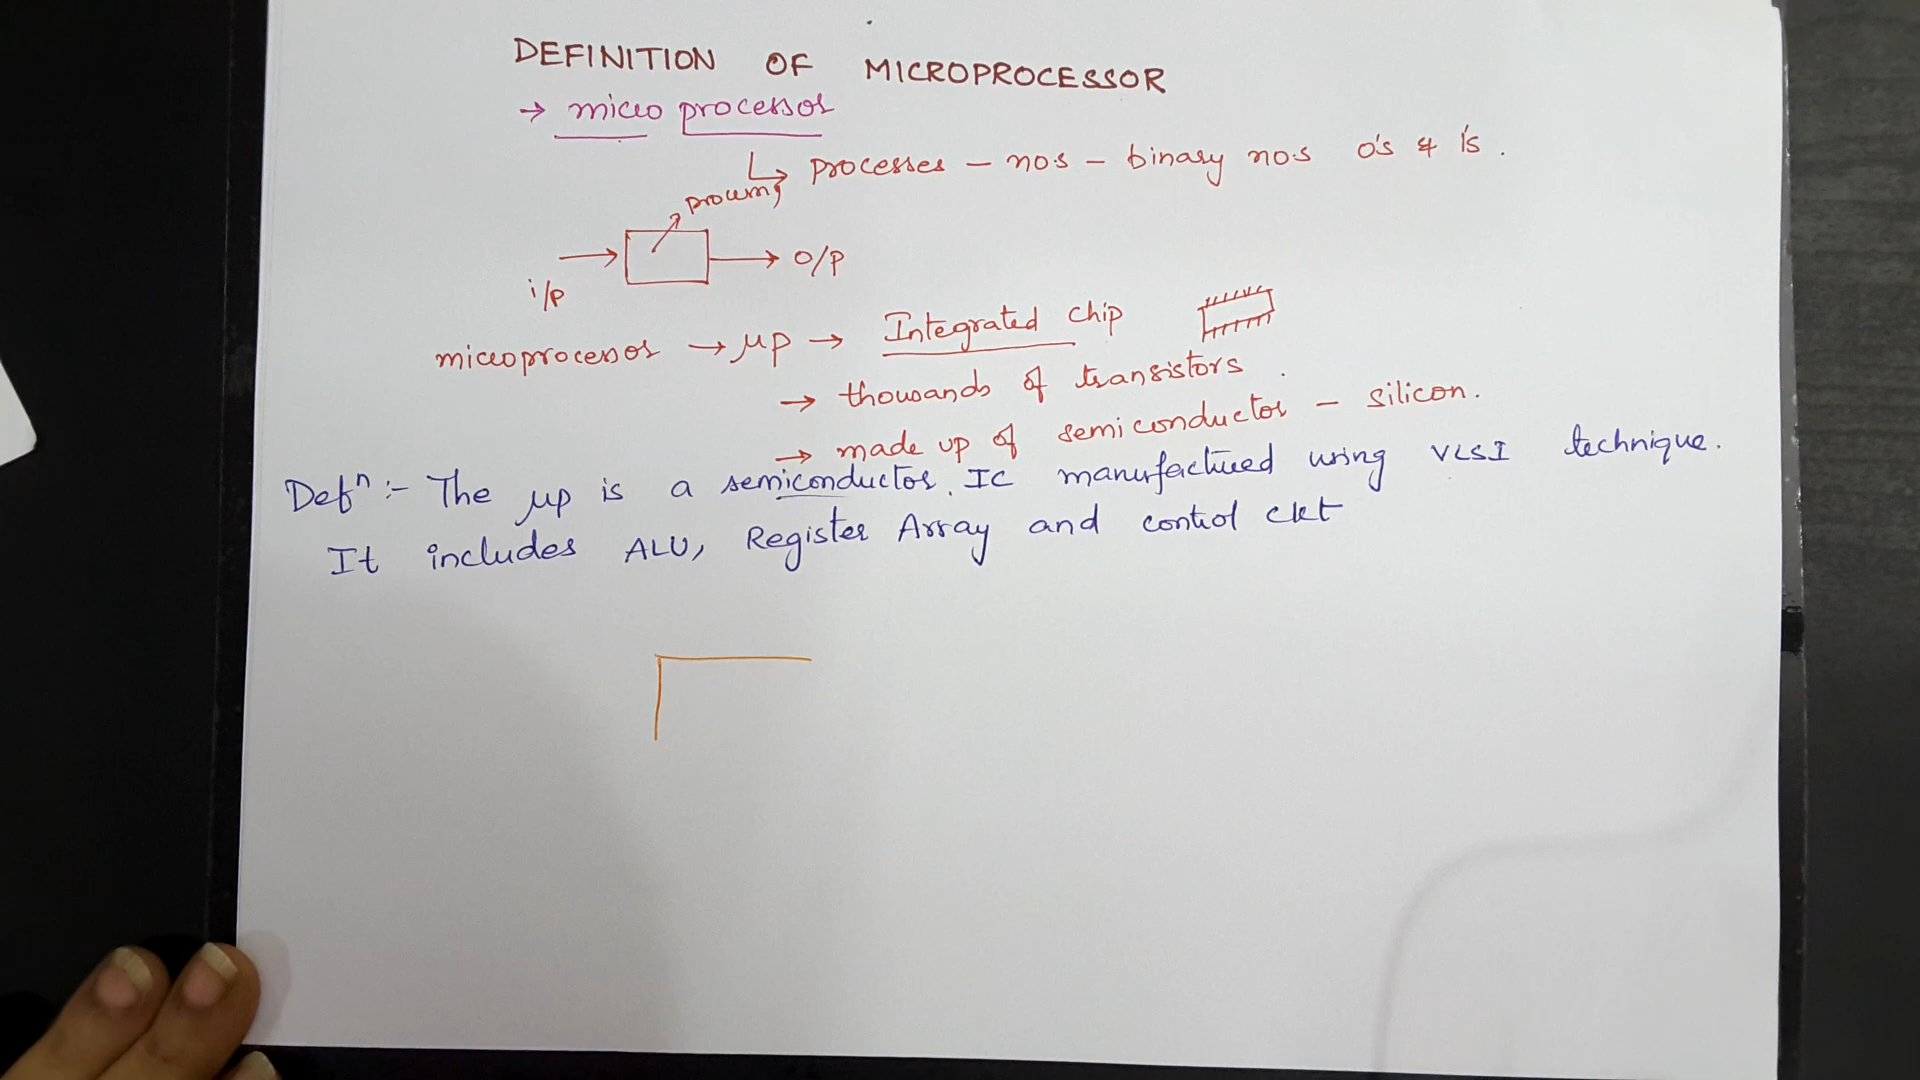 DEFINITION OF MICROPROCESSOR
→ micro processor
↳ processes – nos – binary nos 0's & 1's.
i/p
O/P
microprocessor → μp → Integrated chip
→ thousands of transistors.
→ made up of semiconductor – silicon.
Defⁿ :- The μp is a semiconductor IC manufactured using VLSI technique.
It includes ALU, Register Array and control ckt